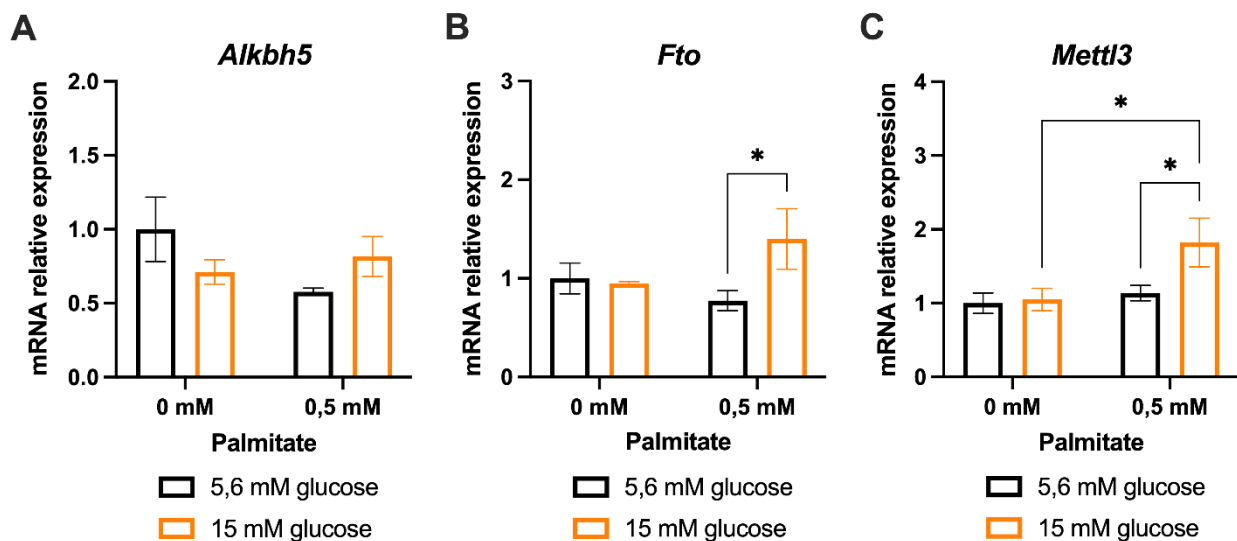 A
Alkbh5
mRNA relative expression
2.0
1.5
1.0
0.5
0.0
0 mM
0,5 mM
Palmitate
5,6 mM glucose
15 mM glucose
B
Fto
mRNA relative expression
3
2
1
0
*
0 mM
0,5 mM
Palmitate
5,6 mM glucose
15 mM glucose
C
Mettl3
mRNA relative expression
4
3
2
1
0
*
*
0 mM
0,5 mM
Palmitate
5,6 mM glucose
15 mM glucose